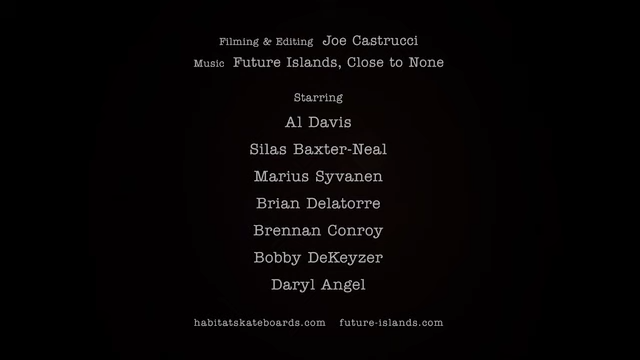 Filming & Editing Joe Castrucci
Music Future Islands, Close to None
Starring
Al Davis
Silas Baxter-Neal
Marius Syvanen
Brian Delatorre
Brennan Conroy
Bobby DeKeyzer
Daryl Angel
habitatskateboards.com future-islands.com